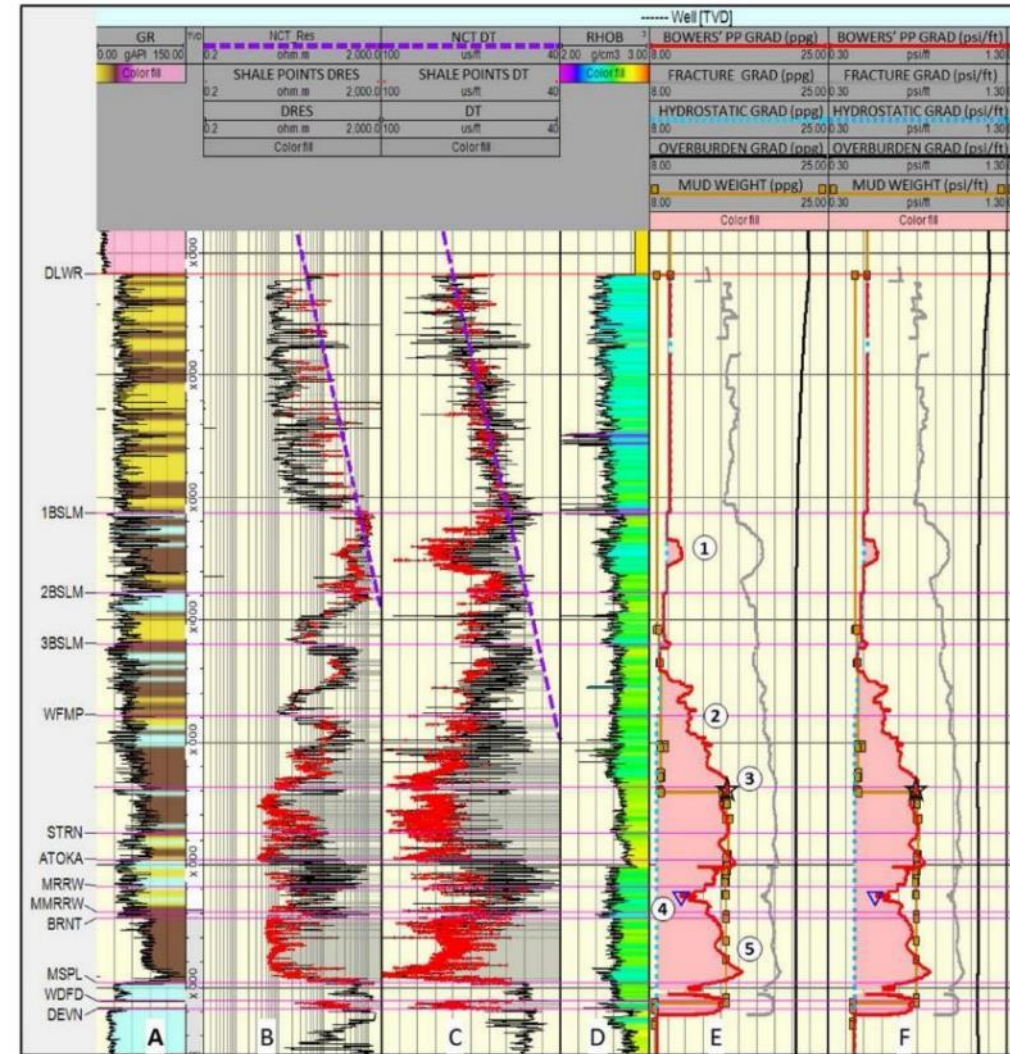 ------ Well [TVD]
GR
0.00 gAPI 150.00
Color fill
TVD
NCT_Res
0.2 ohm.m 2,000.0
SHALE POINTS DRES
0.2 ohm.m 2,000.0
DRES
0.2 ohm.m 2,000.0
Color fill
NCT DT
us/ft
SHALE POINTS DT
100 us/ft 40
DT
100 us/ft 40
Color fill
RHOB
2.00 g/cm3 3.00
Color fill
BOWERS' PP GRAD (ppg)
8.00 25.00
FRACTURE GRAD (ppg)
8.00 25.00
HYDROSTATIC GRAD (ppg)
8.00 25.00
OVERBURDEN GRAD (ppg)
8.00 25.00
MUD WEIGHT (ppg)
8.00 25.00
Color fill
BOWERS' PP GRAD (psi/ft)
0.30 psi/ft 1.30
FRACTURE GRAD (psi/ft)
0.30 psi/ft 1.30
HYDROSTATIC GRAD (psi/ft)
0.30 psi/ft 1.30
OVERBURDEN GRAD (psi/ft)
0.30 psi/ft 1.30
MUD WEIGHT (psi/ft)
0.30 psi/ft 1.30
Color fill
X 000
DLWR
X 000
X 000
1BSLM
1
2BSLM
X 000
3BSLM
WFMP
2
X 000
3
STRN
ATOKA
X 000
MRRW
MMRRW
4
BRNT
5
MSPL
WDFD
X 000
DEVN
A
B
C
D
E
F